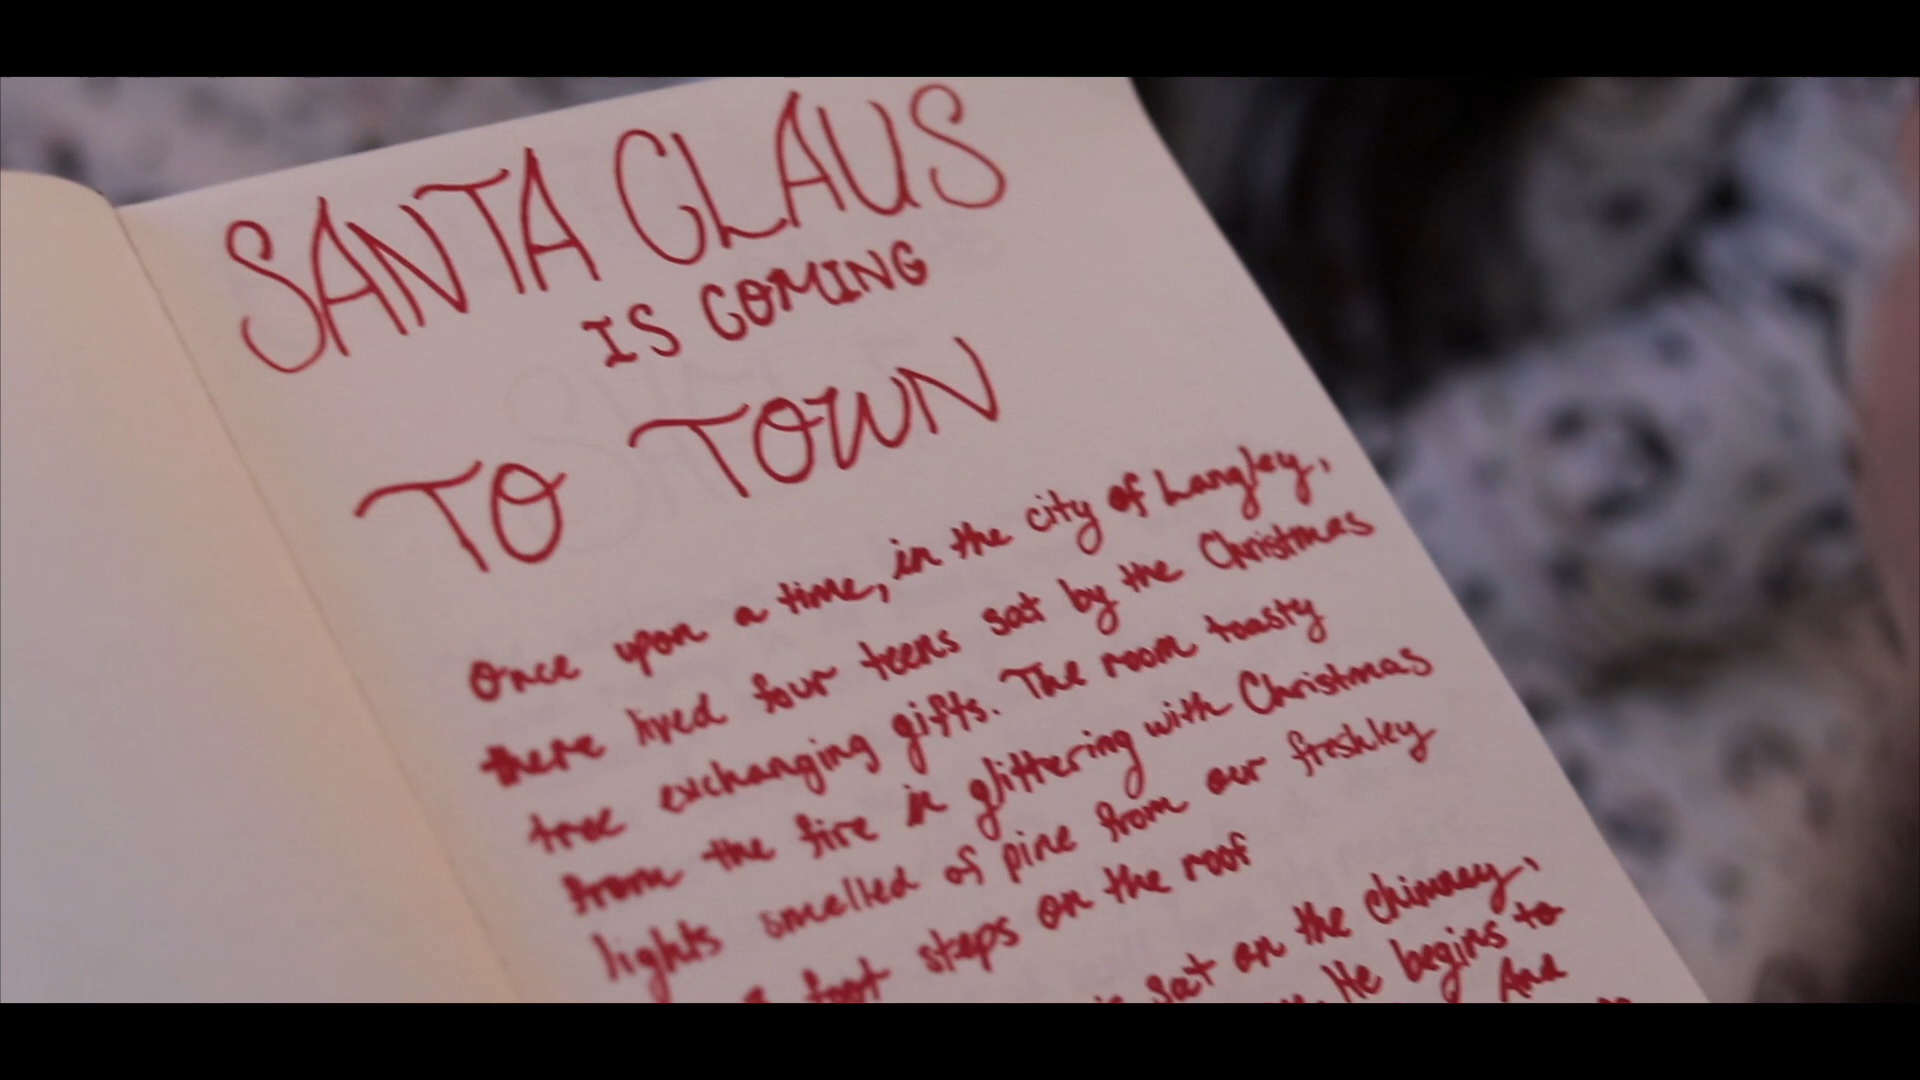 SANTA CLAUS
IS COMING
TO TOWN
Once upon a time, in the city of Langley,
there lived four teens sat by the Christmas
tree exchanging gifts. The room toasty
from the fire in glittering with Christmas
lights smelled of pine from our freshley
foot steps on the roof
sat on the chimney,
He begins to
And